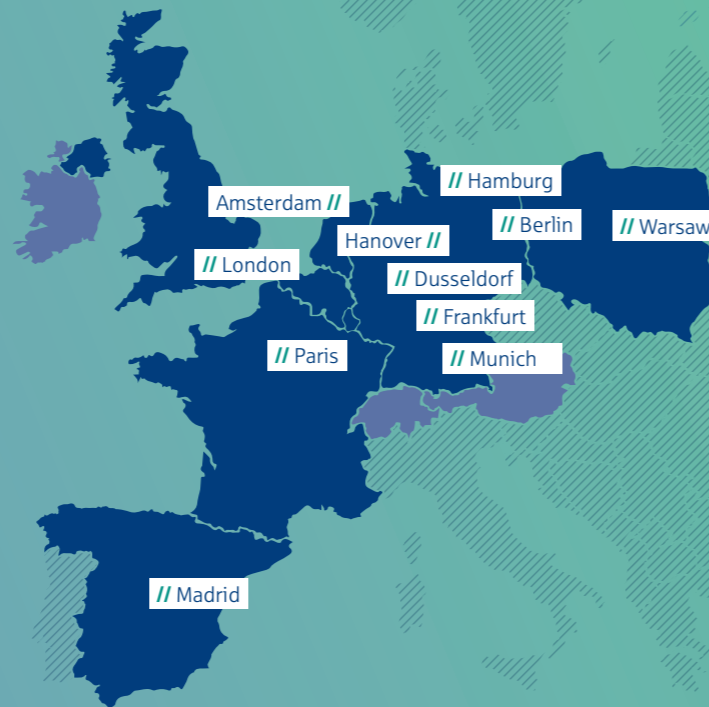 // Hamburg
Amsterdam //
// Berlin
// Warsaw
Hanover //
// London
// Dusseldorf
// Frankfurt
// Paris
// Munich
// Madrid